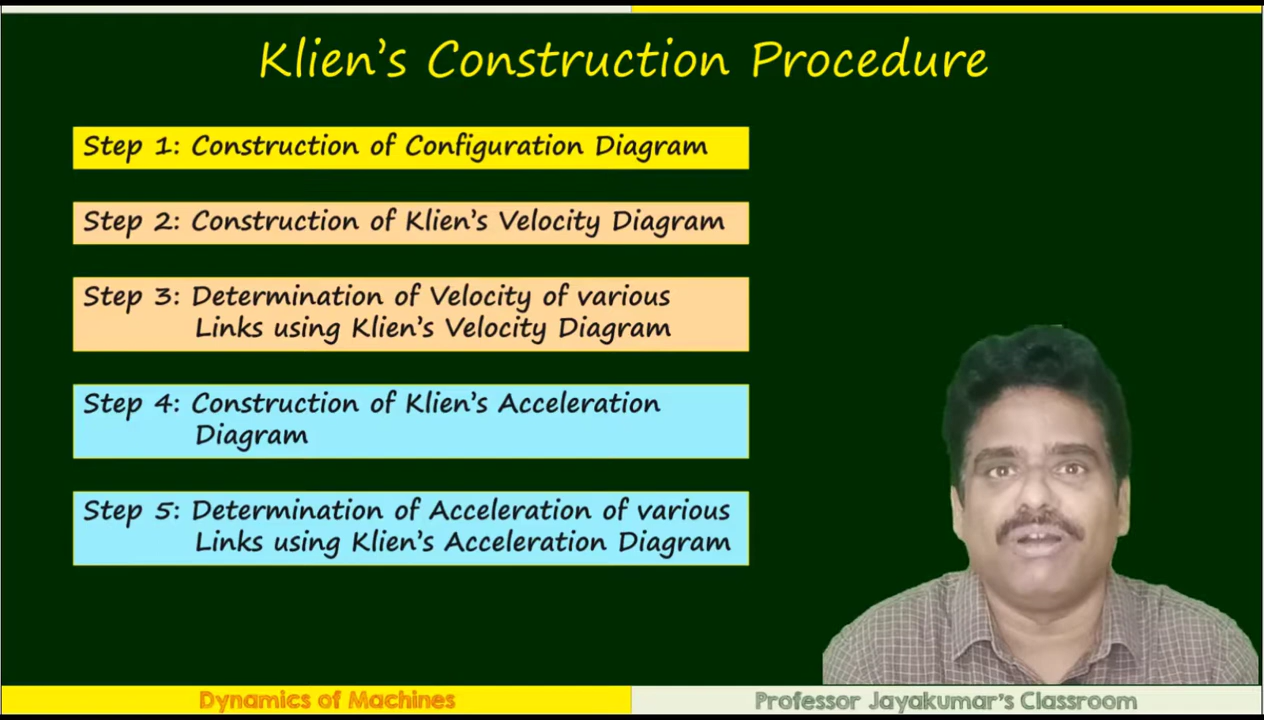 Klien's Construction Procedure
Step 1: Construction of Configuration Diagram
Step 2: Construction of Klien's Velocity Diagram
Step 3: Determination of Velocity of various
Links using Klien's Velocity Diagram
Step 4: Construction of Klien's Acceleration
Diagram
Step 5: Determination of Acceleration of various
Links using Klien's Acceleration Diagram
Dynamics of Machines
Professor Jayakumar's Classroom